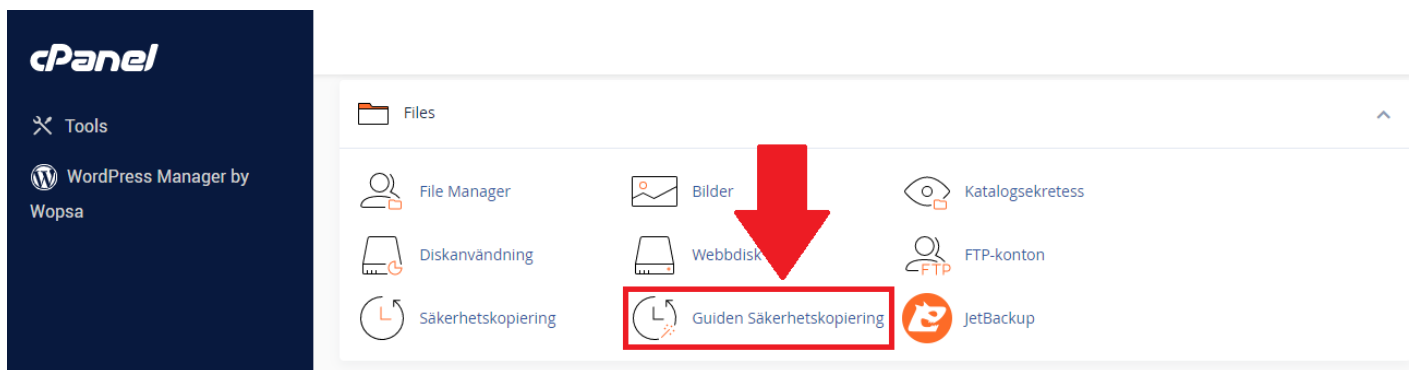 cPanel
Tools
WordPress Manager by
Wopsa
Files
File Manager
Bilder
Katalogsekretess
Diskanvändning
Webbdisk
FTP
FTP-konton
Säkerhetskopiering
Guiden Säkerhetskopiering
JetBackup